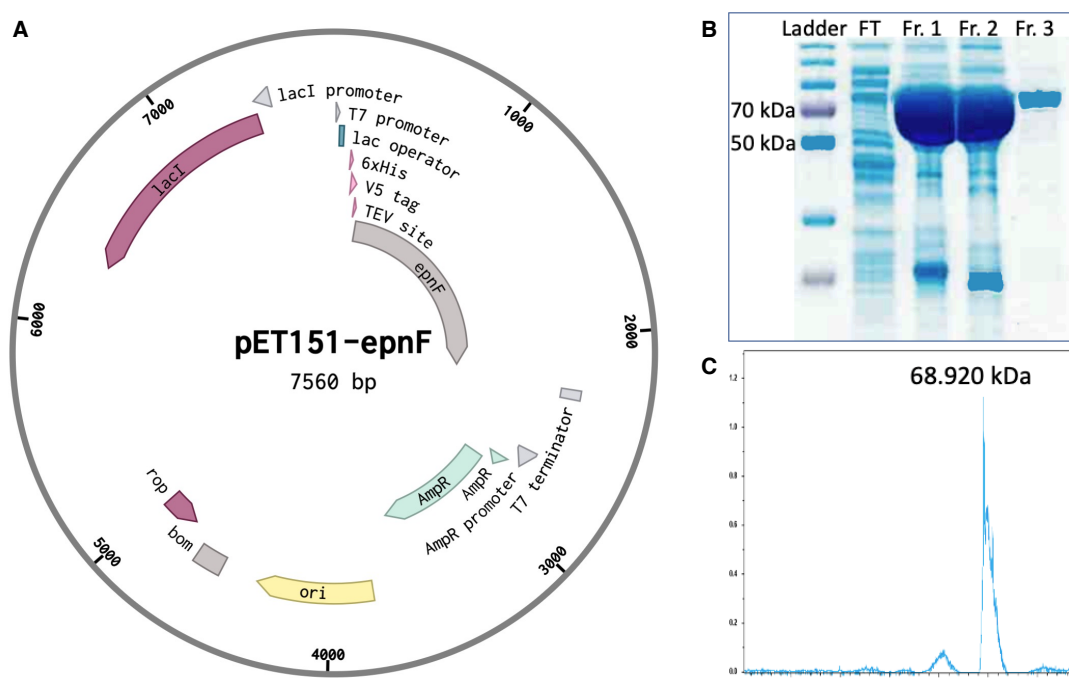 A
lacI promoter
T7 promoter
lac operator
6xHis
V5 tag
TEV site
epnF
lacI
7000
1000
2000
3000
4000
5000
6000
pET151-epnF
7560 bp
T7 terminator
AmpR promoter
AmpR
AmpR
ori
bom
rop
B
Ladder FT Fr. 1 Fr. 2 Fr. 3
70 kDa
50 kDa
C
68.920 kDa
1.2
1.0
0.8
0.6
0.4
0.2
0.0